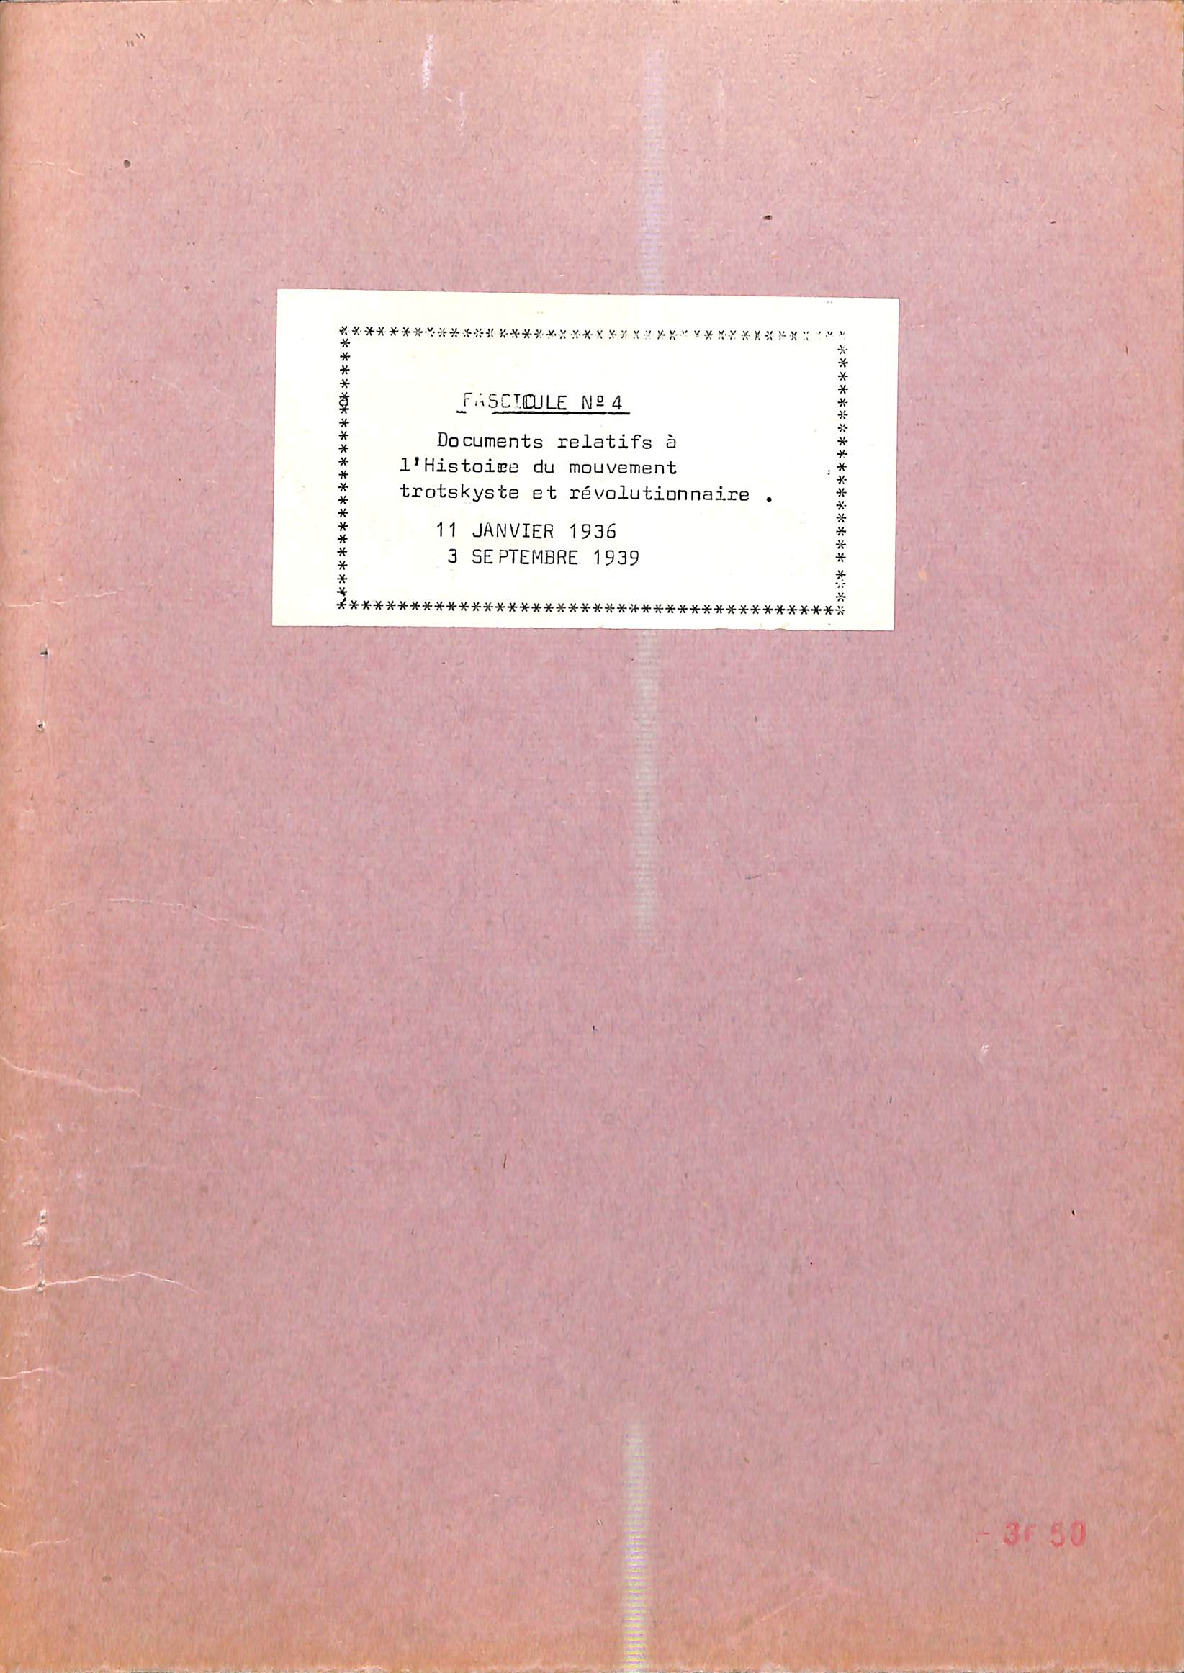 FASCICULE Nº 4
Documents relatifs à
l'Histoire du mouvement
trotskyste et révolutionnaire .
11 JANVIER 1936
3 SEPTEMBRE 1939
3F 50